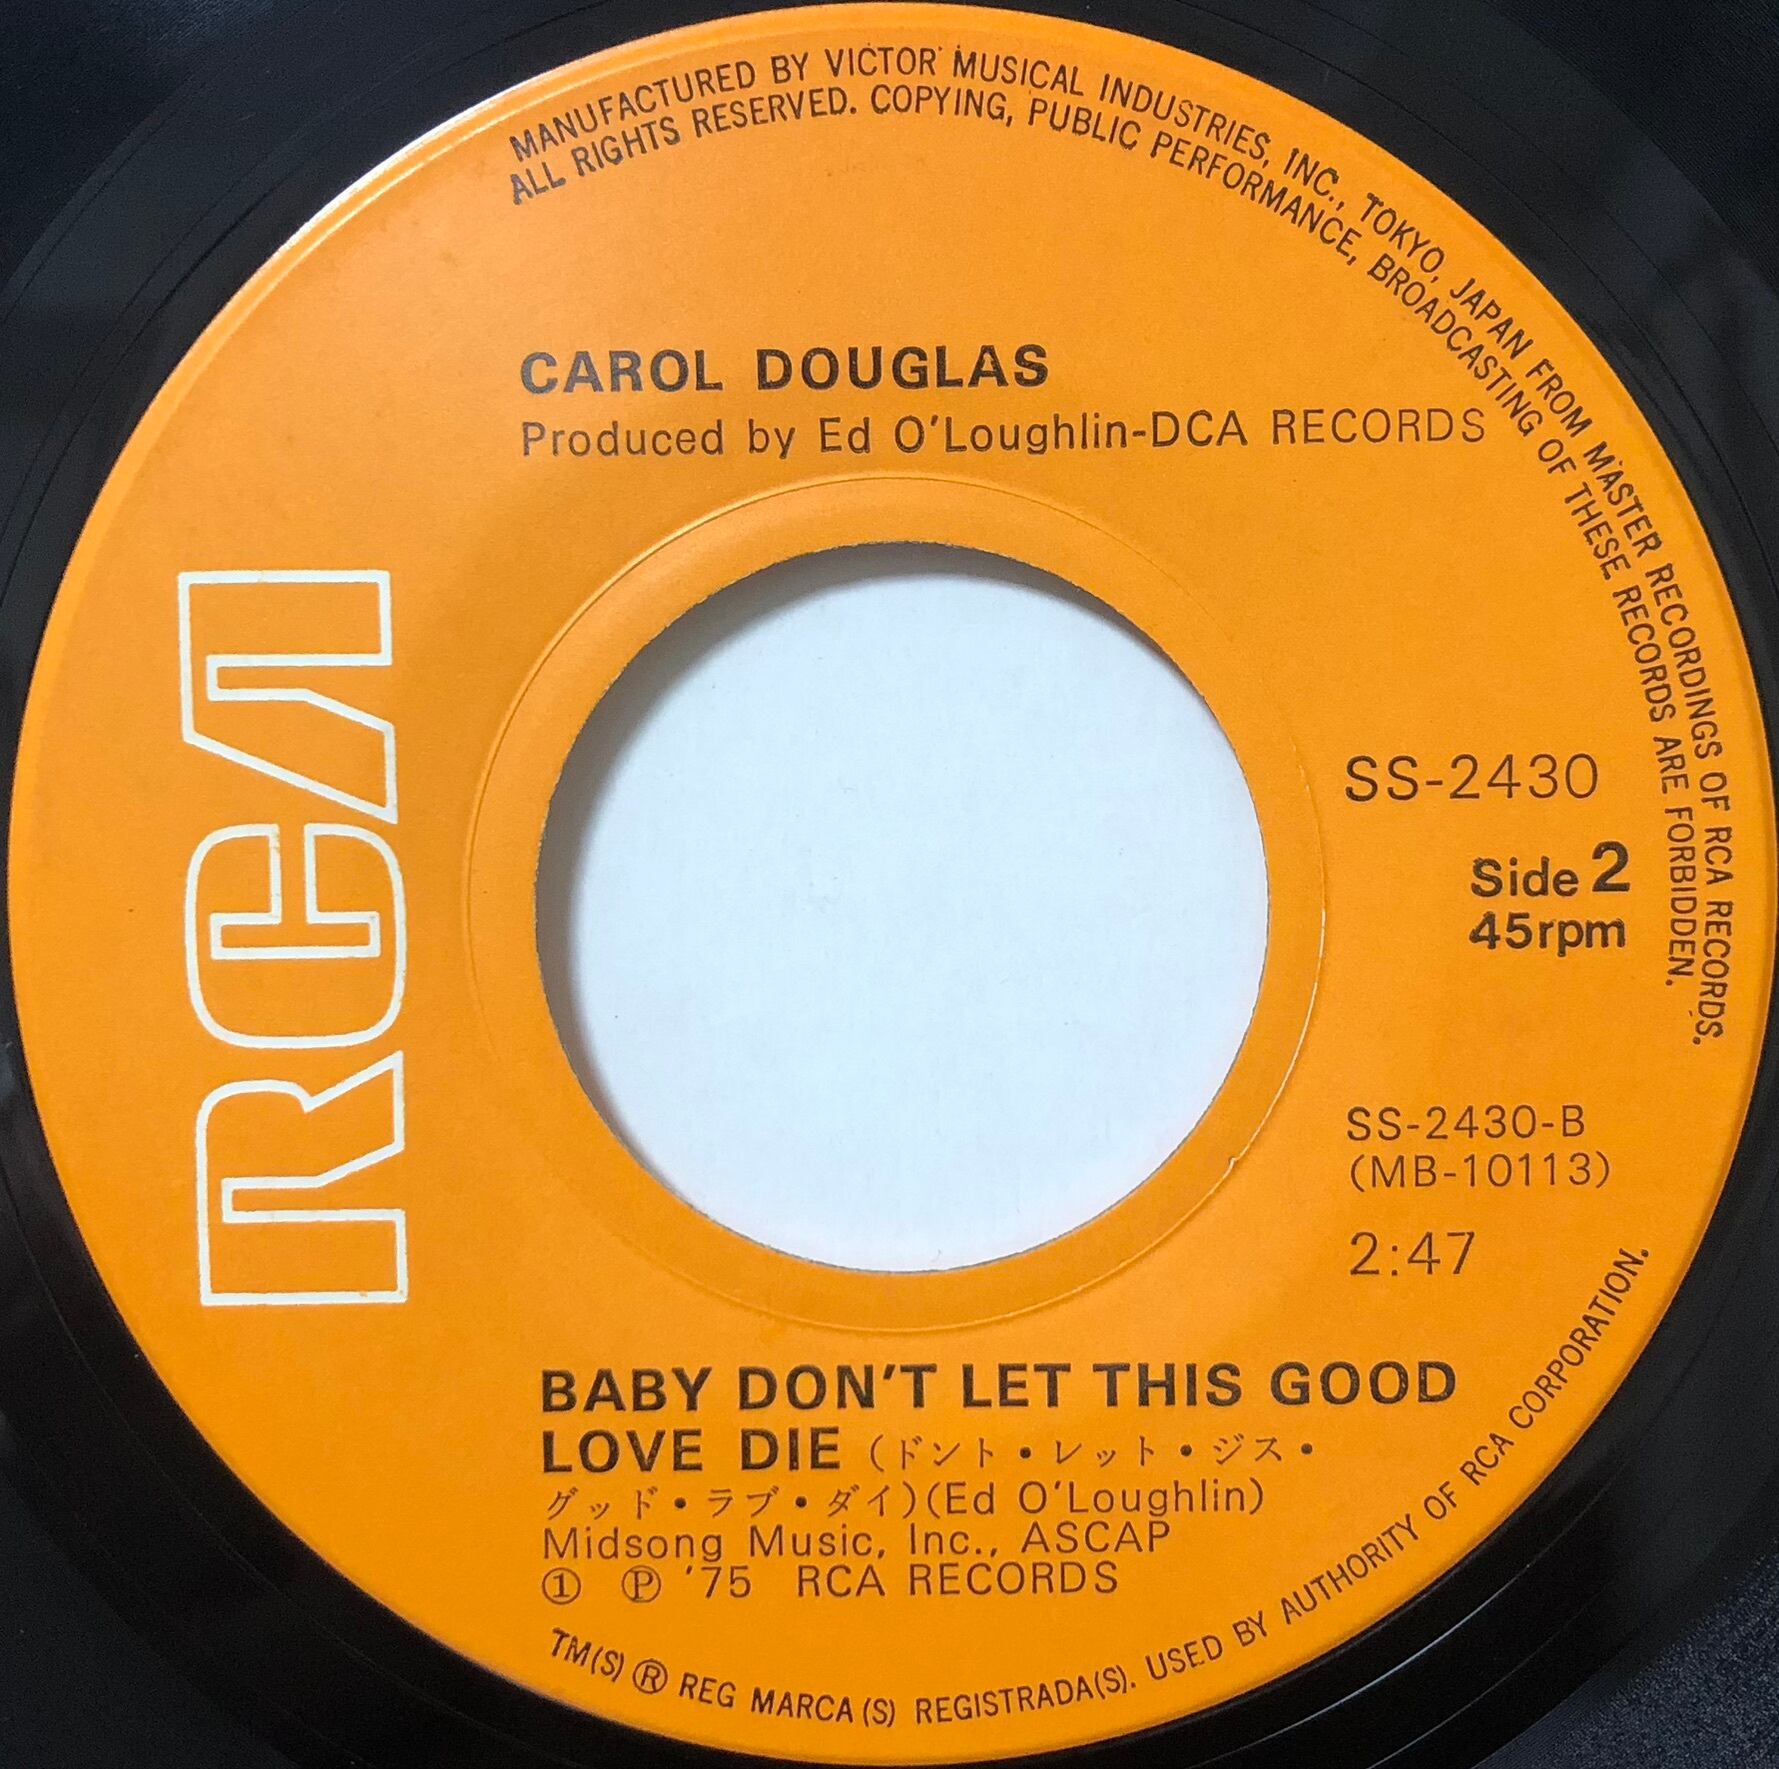 MANUFACTURED BY VICTOR MUSICAL INDUSTRIES, INC., TOKYO, JAPAN FROM MASTER RECORDINGS OF RCA RECORDS.
ALL RIGHTS RESERVED. COPYING, PUBLIC PERFORMANCE, BROADCASTING OF THESE RECORDS ARE FORBIDDEN.
CAROL DOUGLAS
Produced by Ed O'Loughlin-DCA RECORDS
RCA
SS-2430
Side 2
45rpm
SS-2430-B
(MB-10113)
2:47
BABY DON'T LET THIS GOOD
LOVE DIE (ドント・レット・ジス・
グッド・ラブ・ダイ)(Ed O'Loughlin)
Midsong Music, Inc., ASCAP
① Ⓟ '75 RCA RECORDS
TM(S) ® REG MARCA (S) REGISTRADA(S). USED BY AUTHORITY OF RCA CORPORATION.